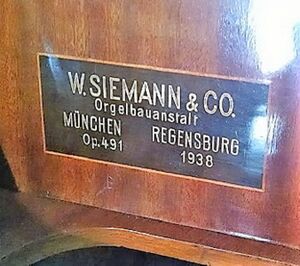 W. SIEMANN & CO.
Orgelbauanstalt
MÜNCHEN REGENSBURG
Op. 491 1938